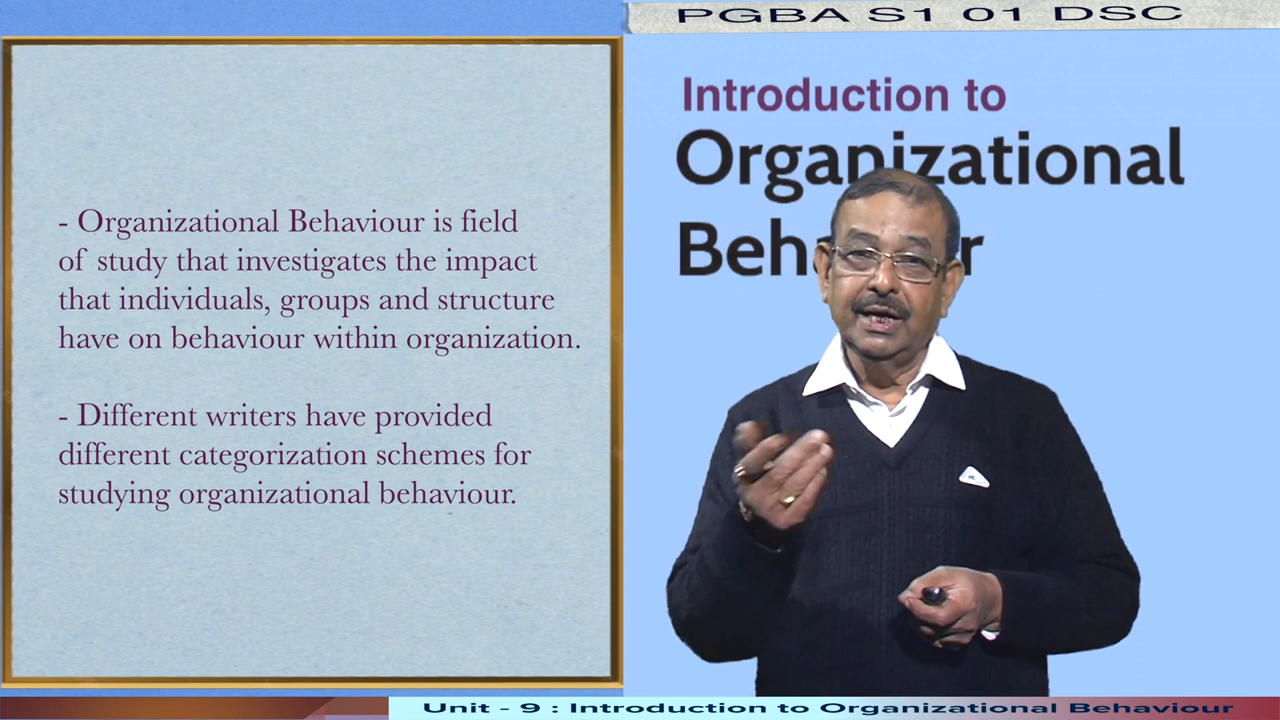 PGBA S1 01 DSC
Introduction to
Organizational
Beh r
- Organizational Behaviour is field
of study that investigates the impact
that individuals, groups and structure
have on behaviour within organization.
- Different writers have provided
different categorization schemes for
studying organizational behaviour.
Unit - 9 : Introduction to Organizational Behaviour